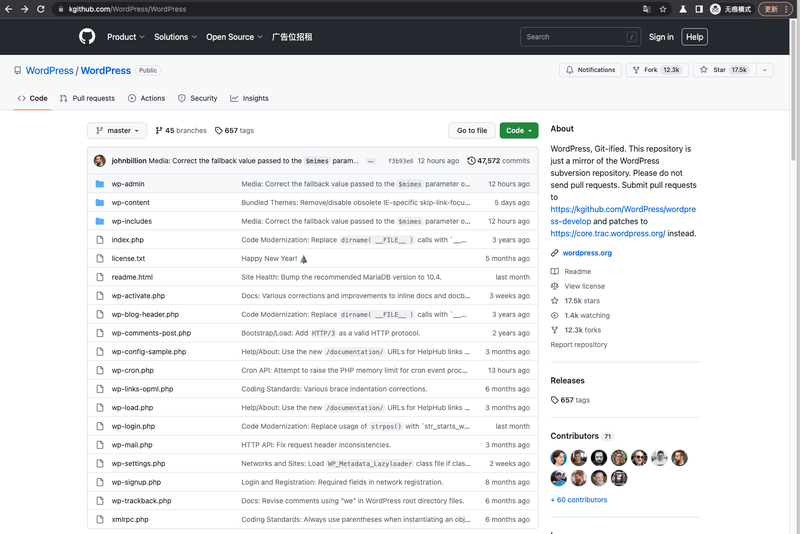 kgithub.com/WordPress/WordPress
无痕模式
更新
Product
Solutions
Open Source
广告位招租
Search
/
Sign in
Help
WordPress / WordPress
Public
Notifications
Fork 12.3k
Star 17.5k
Code
Pull requests
Actions
Security
Insights
master
45 branches
657 tags
Go to file
Code
johnbillion Media: Correct the fallback value passed to the $mimes param... ... f3b93e6 12 hours ago 47,572 commits
wp-admin Media: Correct the fallback value passed to the $mimes parameter o... 12 hours ago
wp-content Bundled Themes: Remove/disable obsolete IE-specific skip-link-focu... 5 days ago
wp-includes Media: Correct the fallback value passed to the $mimes parameter o... 12 hours ago
index.php Code Modernization: Replace dirname( __FILE__ ) calls with `__... 3 years ago
license.txt Happy New Year! 5 months ago
readme.html Site Health: Bump the recommended MariaDB version to 10.4. last month
wp-activate.php Docs: Various corrections and improvements to inline docs and docb... 3 weeks ago
wp-blog-header.php Code Modernization: Replace dirname( __FILE__ ) calls with `__... 3 years ago
wp-comments-post.php Bootstrap/Load: Add HTTP/3 as a valid HTTP protocol. 2 years ago
wp-config-sample.php Help/About: Use the new /documentation/ URLs for HelpHub links ... 3 months ago
wp-cron.php Cron API: Attempt to raise the PHP memory limit for cron event proc... 13 hours ago
wp-links-opml.php Coding Standards: Various brace indentation corrections. 6 months ago
wp-load.php Help/About: Use the new /documentation/ URLs for HelpHub links ... 3 months ago
wp-login.php Code Modernization: Replace usage of strpos() with `str_starts_w... last month
wp-mail.php HTTP API: Fix request header inconsistencies. 3 months ago
wp-settings.php Networks and Sites: Load WP_Metadata_Lazyloader class file if clas... 2 weeks ago
wp-signup.php Login and Registration: Required fields in network registration. 8 months ago
wp-trackback.php Docs: Revise comments using "we" in WordPress root directory files. 6 months ago
xmlrpc.php Coding Standards: Always use parentheses when instantiating an obj... 6 months ago
About
WordPress, Git-ified. This repository is
just a mirror of the WordPress
subversion repository. Please do not
send pull requests. Submit pull requests
to
https://kgithub.com/WordPress/wordpre
ss-develop and patches to
https://core.trac.wordpress.org/ instead.
wordpress.org
Readme
View license
17.5k stars
1.4k watching
12.3k forks
Report repository
Releases
657 tags
Contributors 71
+ 60 contributors